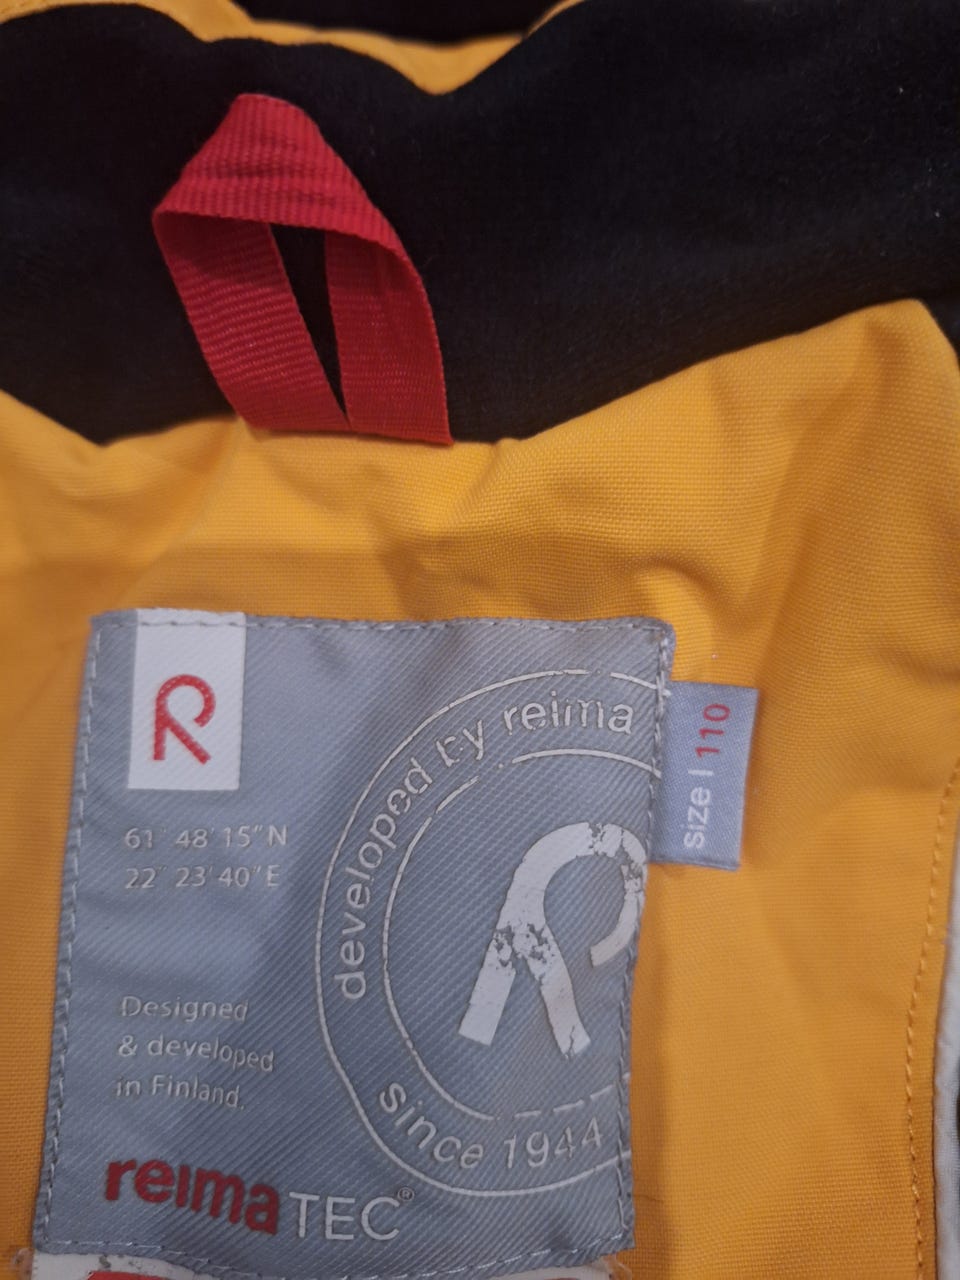 R
61° 48' 15" N
22° 23' 40" E
developed by reima
since 1944
size | 110
Designed
& developed
in Finland.
reimaTEC®